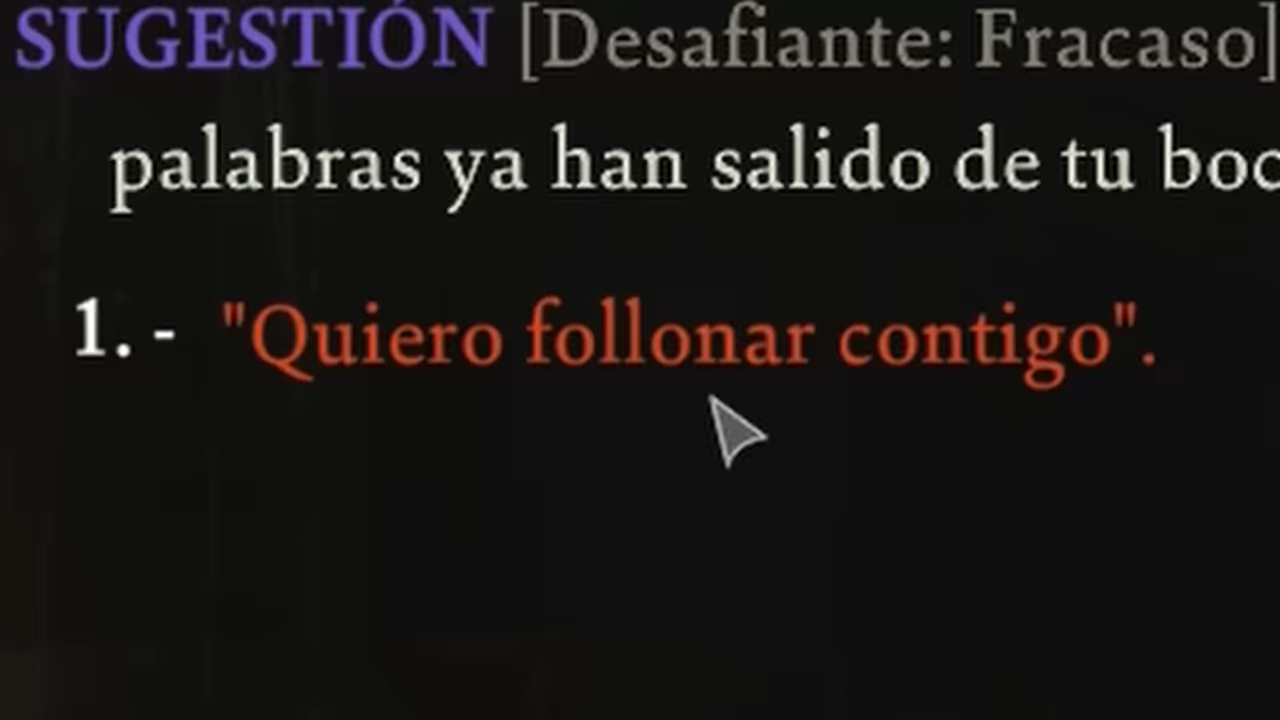 SUGESTIÓN [Desafiante: Fracaso]
palabras ya han salido de tu
1. - "Quiero follonar contigo".